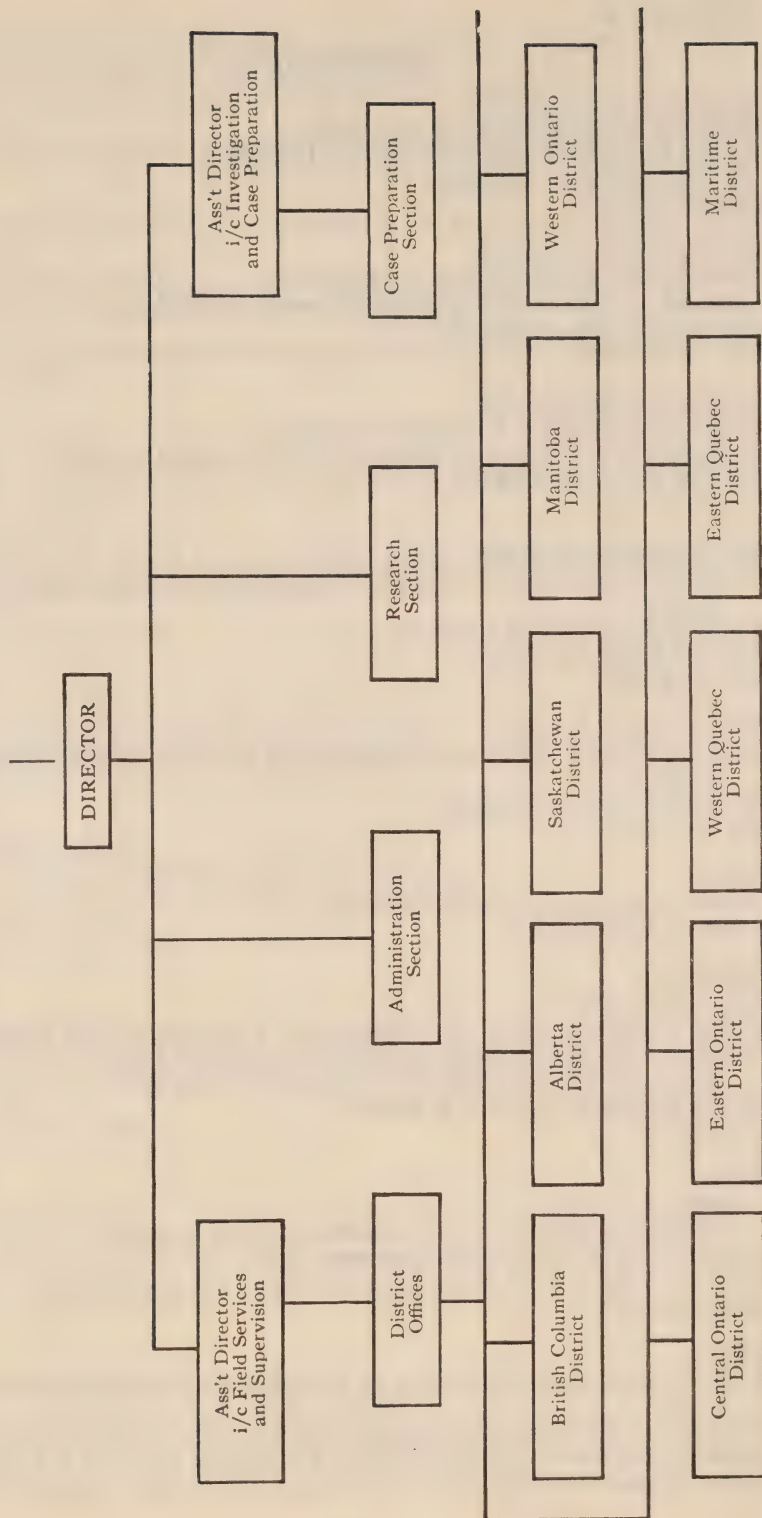 DIRECTOR
Ass't Director
i/c Field Services
and Supervision
Ass't Director
i/c Investigation
and Case Preparation
District
Offices
Administration
Section
Research
Section
Case Preparation
Section
British Columbia
District
Alberta
District
Saskatchewan
District
Manitoba
District
Western Ontario
District
Central Ontario
District
Eastern Ontario
District
Western Quebec
District
Eastern Quebec
District
Maritime
District